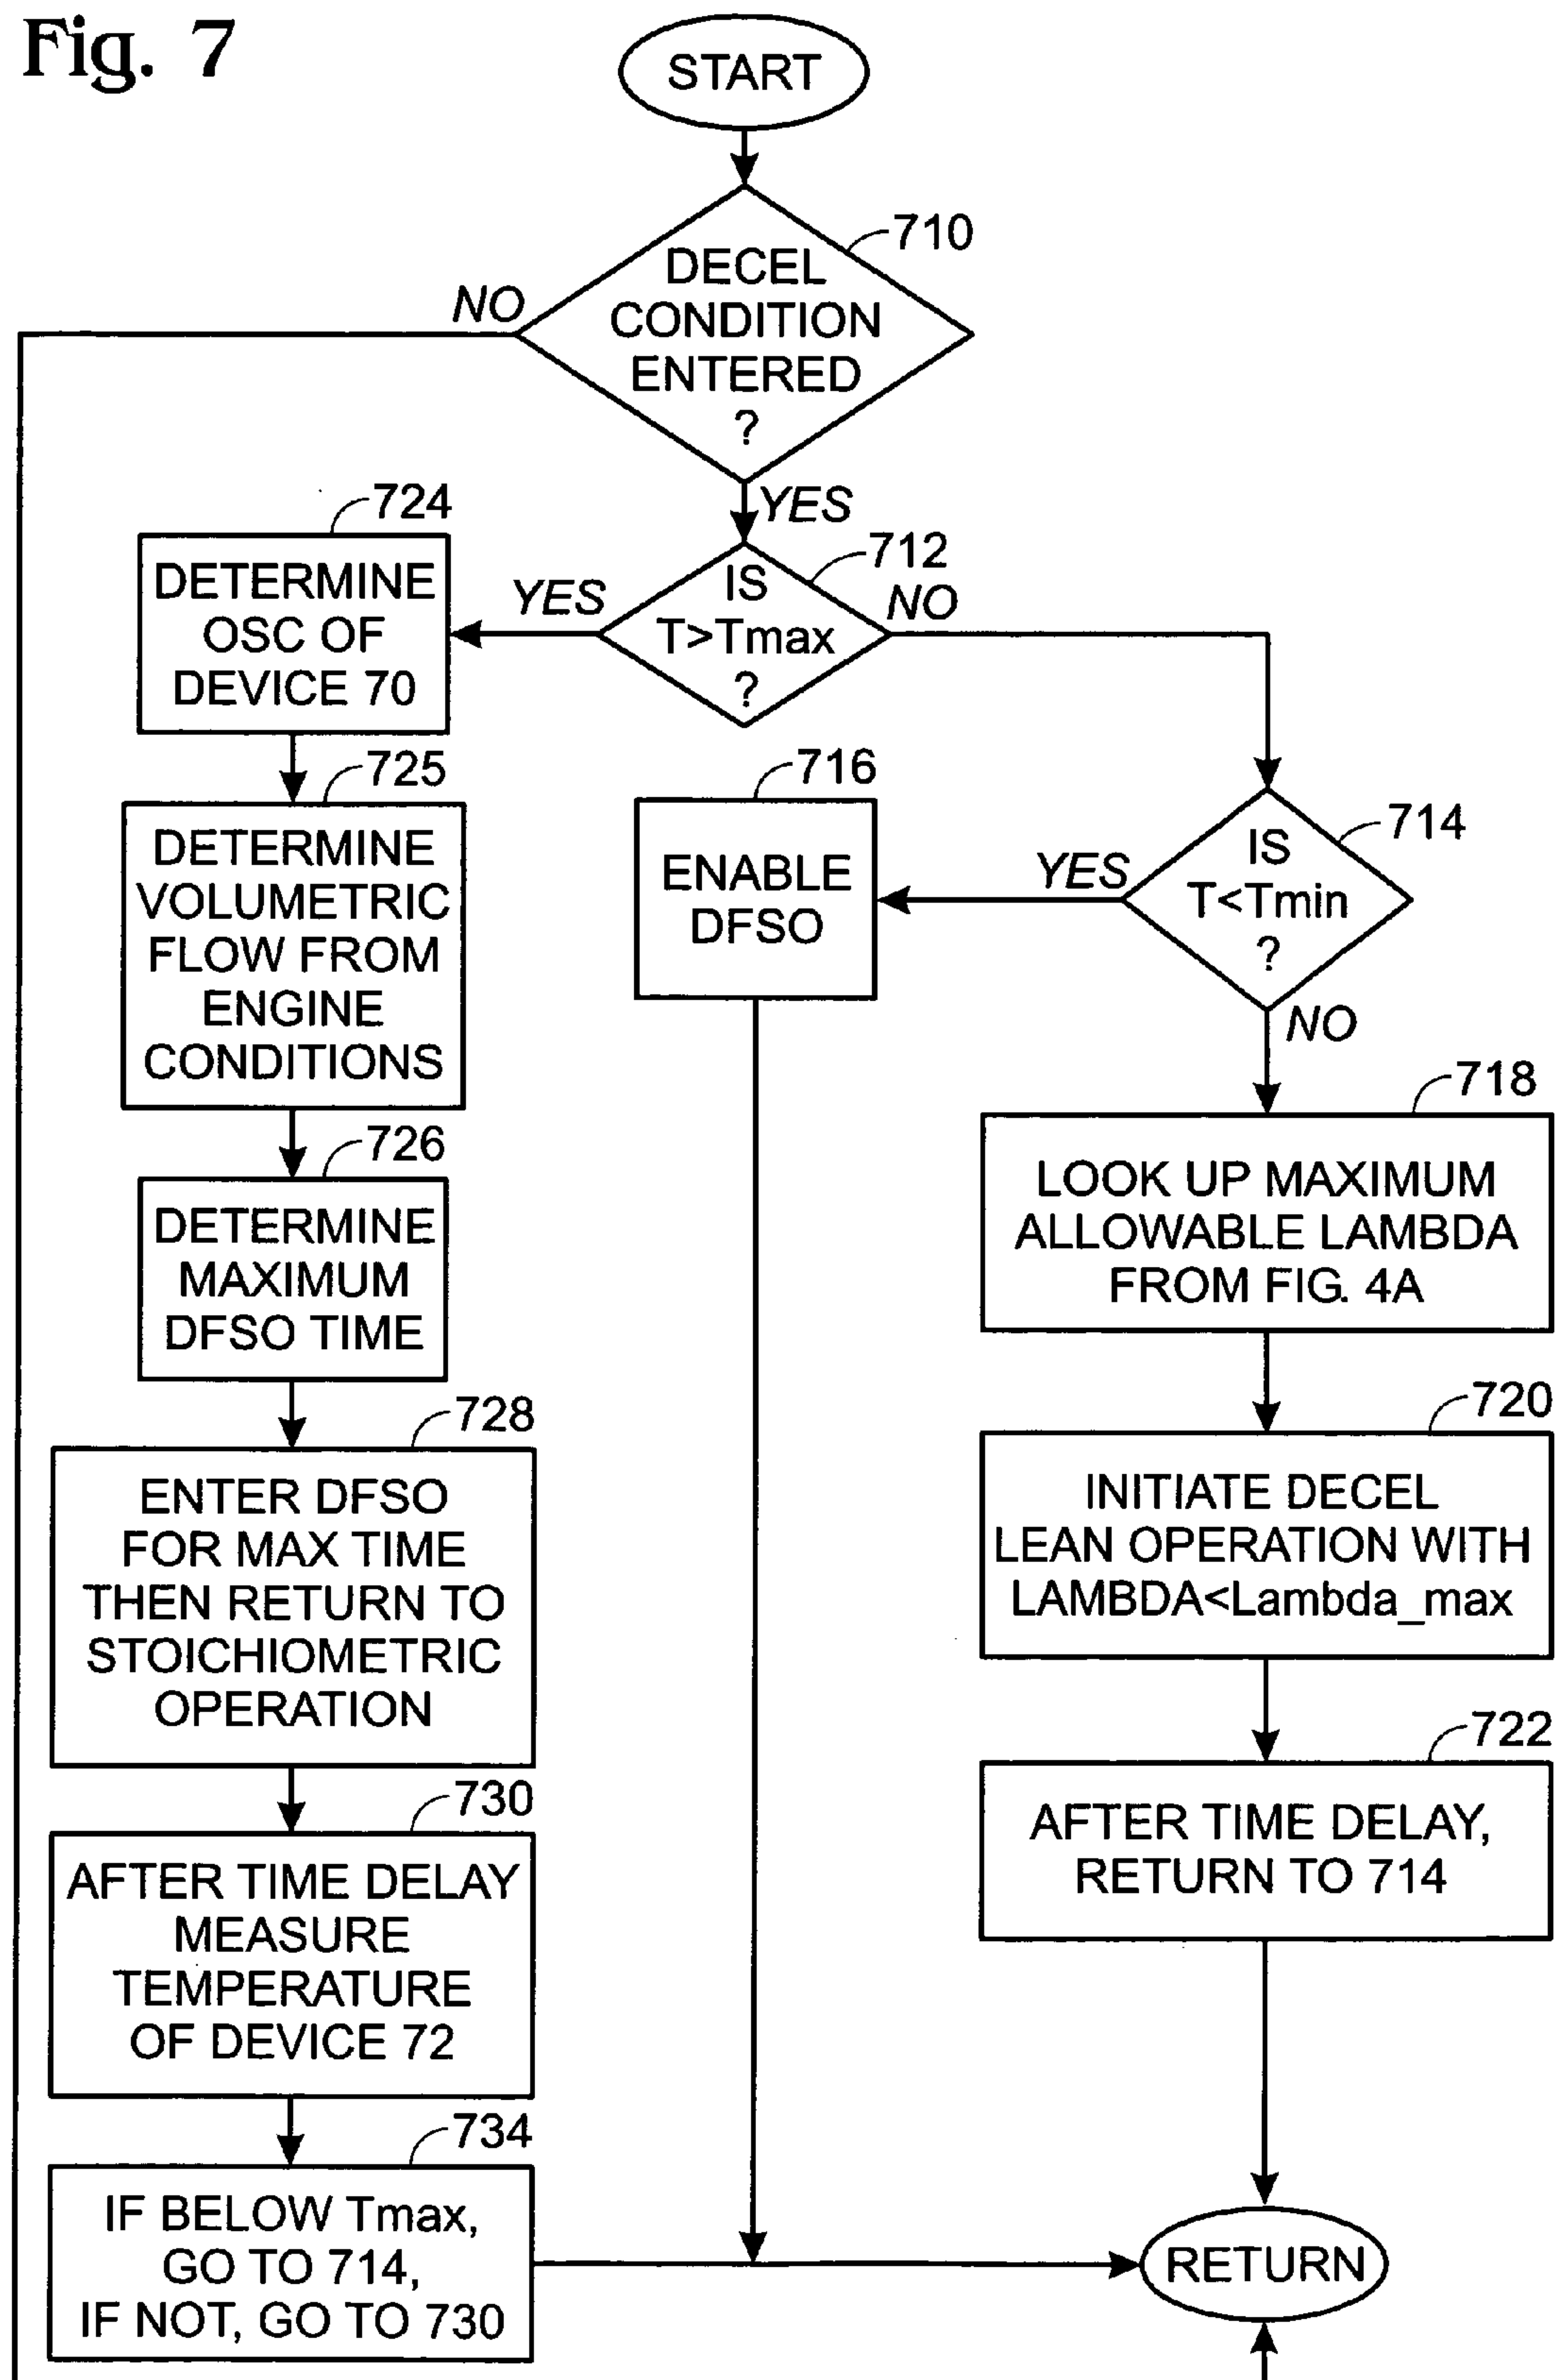 Fig. 7
START
710
DECEL
CONDITION
ENTERED
?
NO
YES
712
IS
T>Tmax
?
YES
NO
724
DETERMINE
OSC OF
DEVICE 70
725
DETERMINE
VOLUMETRIC
FLOW FROM
ENGINE
CONDITIONS
726
DETERMINE
MAXIMUM
DFSO TIME
728
ENTER DFSO
FOR MAX TIME
THEN RETURN TO
STOICHIOMETRIC
OPERATION
730
AFTER TIME DELAY
MEASURE
TEMPERATURE
OF DEVICE 72
734
IF BELOW Tmax,
GO TO 714,
IF NOT, GO TO 730
716
ENABLE
DFSO
714
IS
T<Tmin
?
YES
NO
718
LOOK UP MAXIMUM
ALLOWABLE LAMBDA
FROM FIG. 4A
720
INITIATE DECEL
LEAN OPERATION WITH
LAMBDA<Lambda_max
722
AFTER TIME DELAY,
RETURN TO 714
RETURN